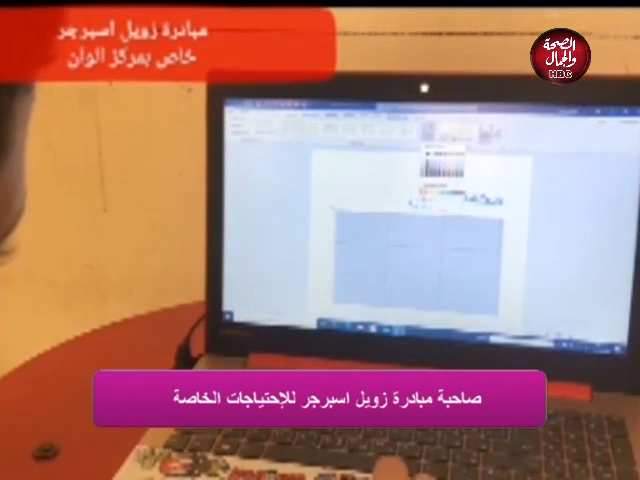 مبادرة زويل اسبرجر
خاص بمركز الوان
الصحة
والجمال
HBC
صاحبة مبادرة زويل اسبرجر للإحتياجات الخاصة